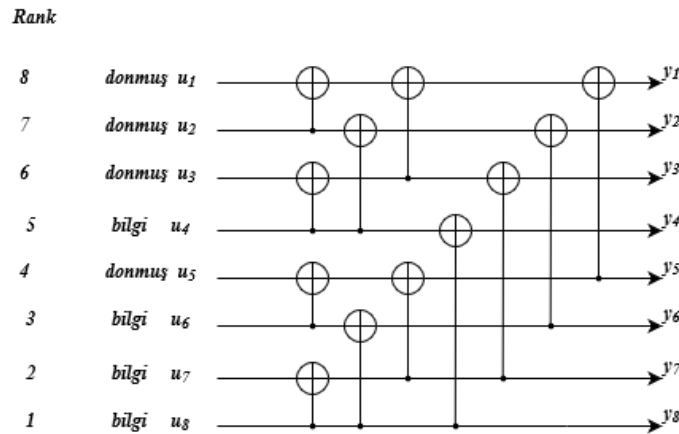 Rank
8 donmuş u1 y1
7 donmuş u2 y2
6 donmuş u3 y3
5 bilgi u4 y4
4 donmuş u5 y5
3 bilgi u6 y6
2 bilgi u7 y7
1 bilgi u8 y8